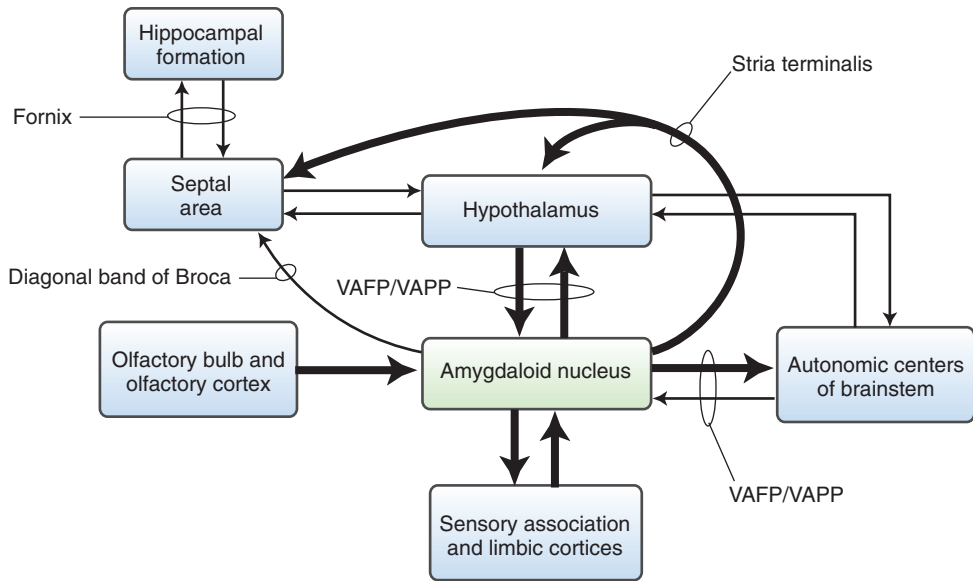 Hippocampal
formation
Stria terminalis
Fornix
Septal
area
Hypothalamus
Diagonal band of Broca
VAFP/VAPP
Olfactory bulb and
olfactory cortex
Amygdaloid nucleus
Autonomic centers
of brainstem
VAFP/VAPP
Sensory association
and limbic cortices